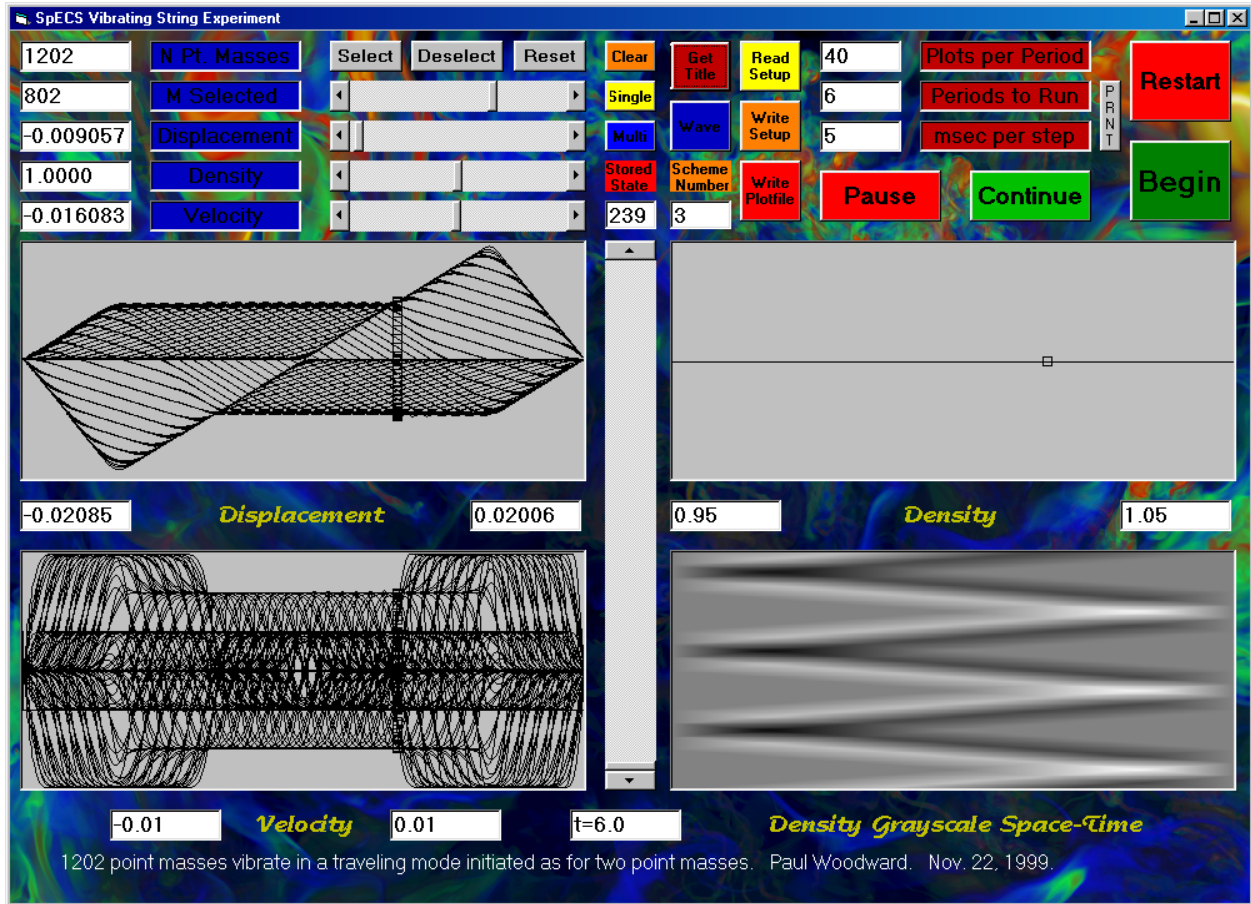 SpECS Vibrating String Experiment
1202 N Pt. Masses Select Deselect Reset Clear Get Title Read Setup 40 Plots per Period Restart
802 M Selected Single 6 Periods to Run PRNT
-0.009057 Displacement Multi Wave Write Setup 5 msec per step
1.0000 Density Stored State Scheme Number Write Plotfile Pause Continue Begin
-0.016083 Velocity 239 3
-0.02085 Displacement 0.02006 0.95 Density 1.05
-0.01 Velocity 0.01 t=6.0 Density Grayscale Space-Time
1202 point masses vibrate in a traveling mode initiated as for two point masses. Paul Woodward. Nov. 22, 1999.